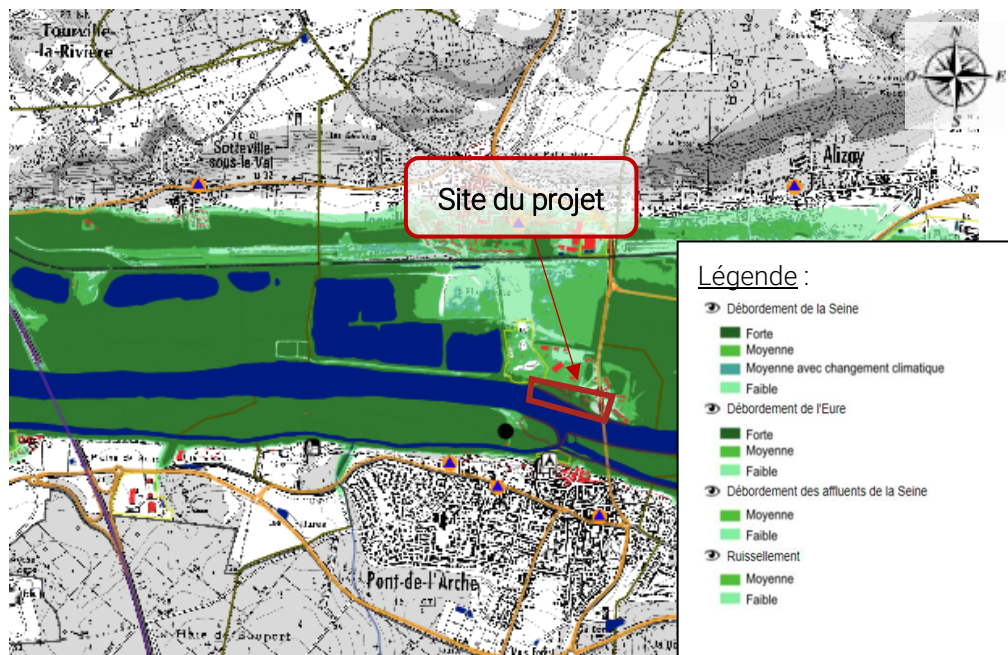 Tourville
-la-Rivière
N
O
E
S
Sotteville-
sous-le-Val
Alizay
Site du projet
Légende :
Débordement de la Seine
Forte
Moyenne
Moyenne avec changement climatique
Faible
Débordement de l'Eure
Forte
Moyenne
Faible
Débordement des affluents de la Seine
Moyenne
Faible
Ruissellement
Moyenne
Faible
Pont-de-l'Arche